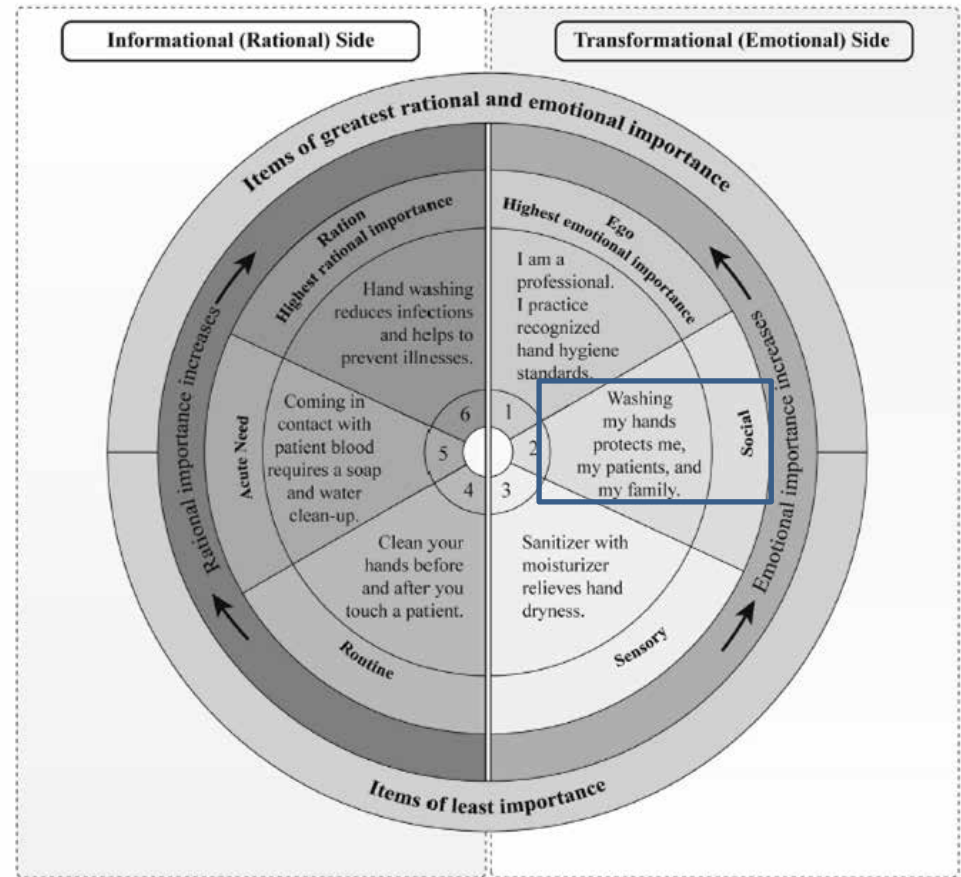 Informational (Rational) Side
Transformational (Emotional) Side
Items of greatest rational and emotional importance
Rational importance increases
Emotional importance increases
Ration
Highest rational importance
Ego
Highest emotional importance
Hand washing
reduces infections
and helps to
prevent illnesses.
I am a
professional.
I practice
recognized
hand hygiene
standards.
Acute Need
Coming in
contact with
patient blood
requires a soap
and water
clean-up.
6
1
5
2
4
3
Washing
my hands
protects me,
my patients, and
my family.
Social
Clean your
hands before
and after you
touch a patient.
Sanitizer with
moisturizer
relieves hand
dryness.
Routine
Sensory
Items of least importance